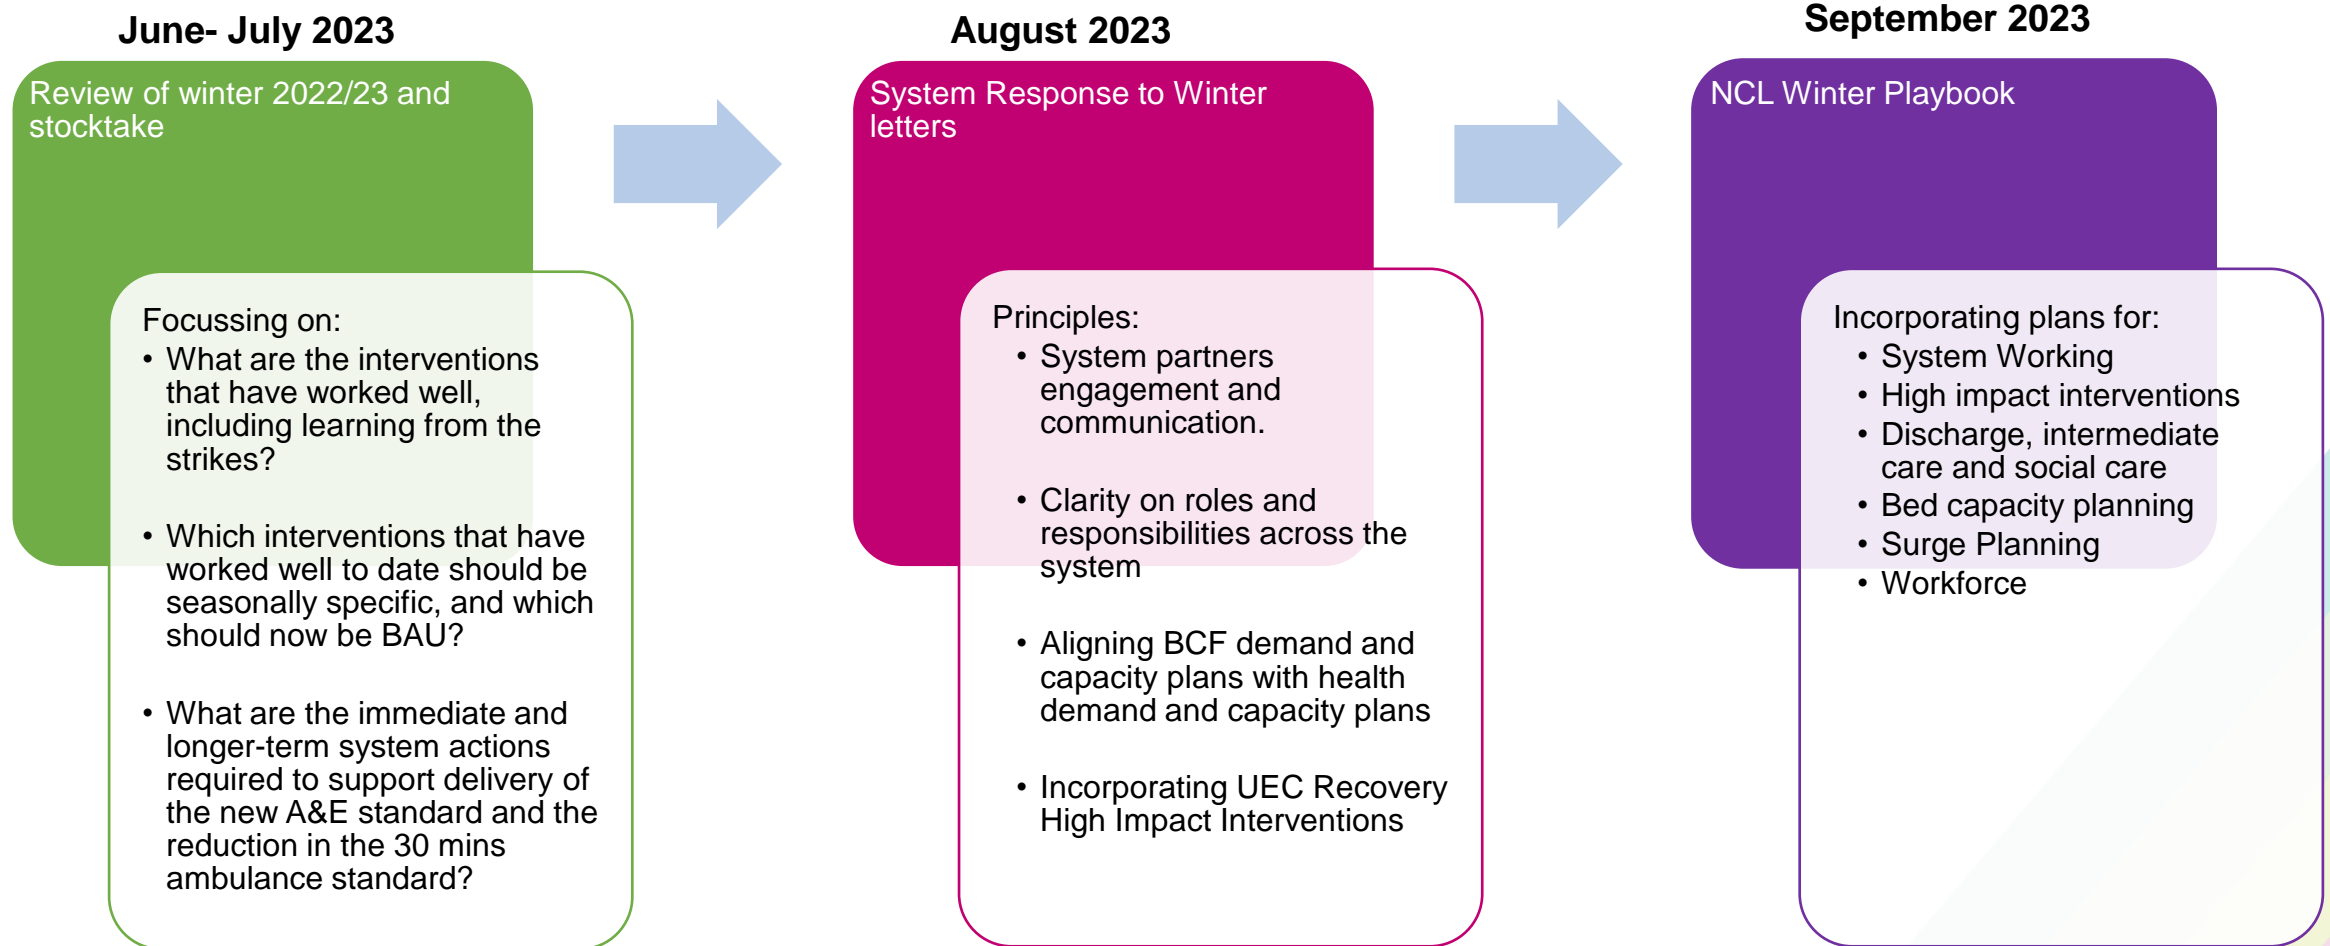 June- July 2023
Review of winter 2022/23 and
stocktake
Focussing on:
• What are the interventions
that have worked well,
including learning from the
strikes?
• Which interventions that have
worked well to date should be
seasonally specific, and which
should now be BAU?
• What are the immediate and
longer-term system actions
required to support delivery of
the new A&E standard and the
reduction in the 30 mins
ambulance standard?
August 2023
System Response to Winter
letters
Principles:
• System partners
engagement and
communication.
• Clarity on roles and
responsibilities across the
system
• Aligning BCF demand and
capacity plans with health
demand and capacity plans
• Incorporating UEC Recovery
High Impact Interventions
September 2023
NCL Winter Playbook
Incorporating plans for:
• System Working
• High impact interventions
• Discharge, intermediate
care and social care
• Bed capacity planning
• Surge Planning
• Workforce